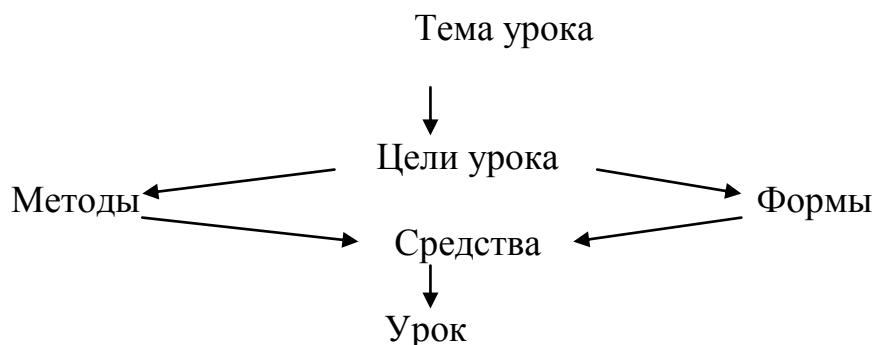 Тема урока
Цели урока
Методы
Формы
Средства
Урок